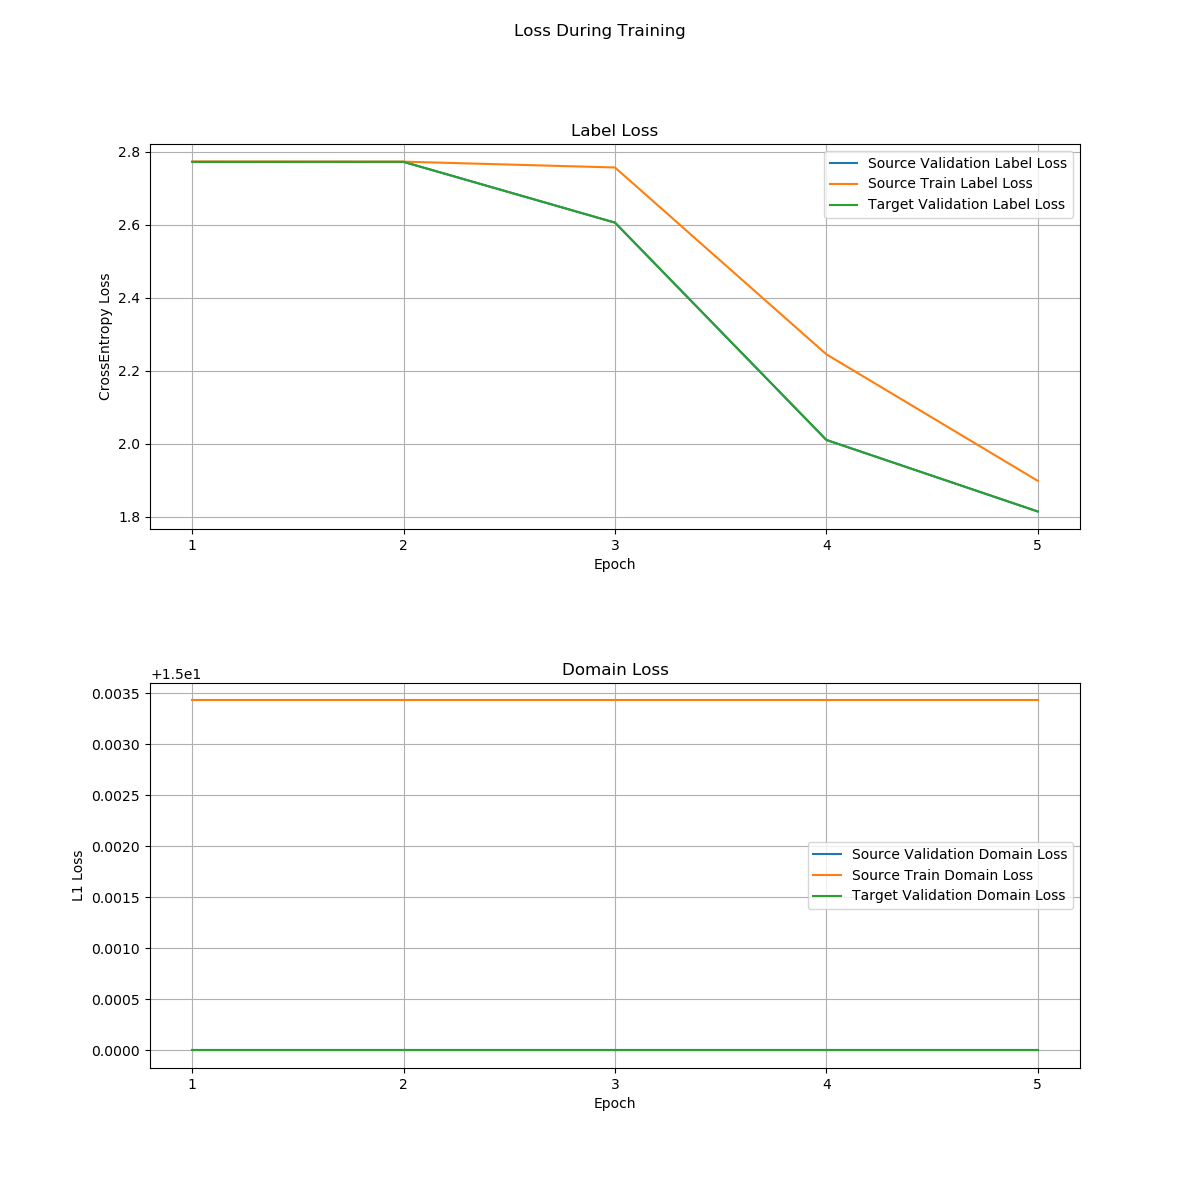 Loss During Training
Label Loss
2.8
2.6
2.4
2.2
2.0
1.8
CrossEntropy Loss
Source Validation Label Loss
Source Train Label Loss
Target Validation Label Loss
1 2 3 4 5
Epoch
Domain Loss
+1.5e1
0.0035
0.0030
0.0025
0.0020
0.0015
0.0010
0.0005
0.0000
L1 Loss
Source Validation Domain Loss
Source Train Domain Loss
Target Validation Domain Loss
1 2 3 4 5
Epoch